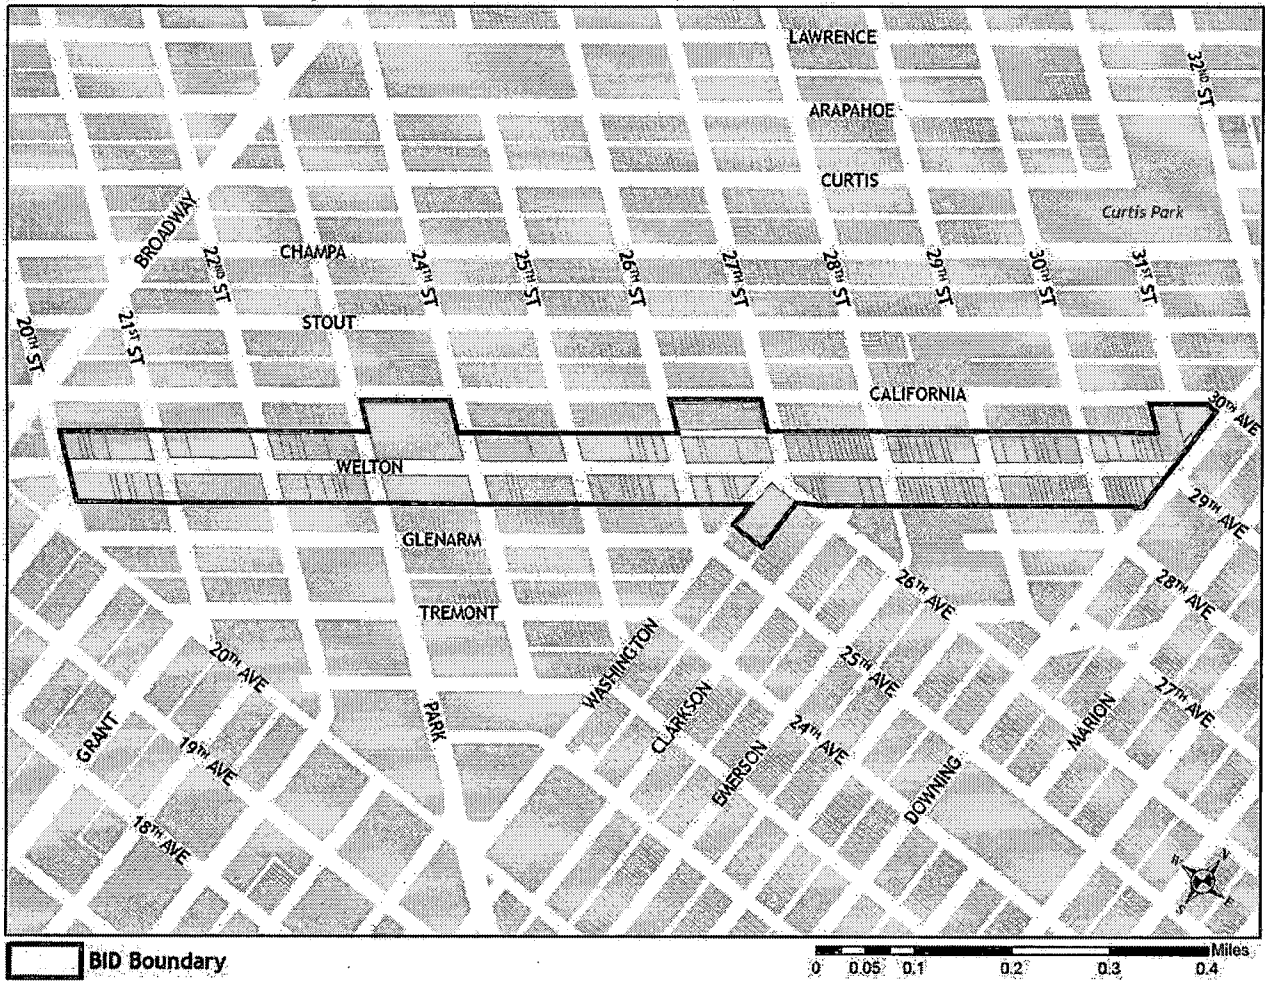 LAWRENCE
32ND ST
ARAPAHOE
CURTIS
Curtis Park
BROADWAY
CHAMPA
22ND ST
24TH ST
25TH ST
26TH ST
27TH ST
28TH ST
29TH ST
30TH ST
31ST ST
20TH ST
21ST ST
STOUT
CALIFORNIA
30TH AVE
WELTON
29TH AVE
GLENARM
26TH AVE
28TH AVE
TREMONT
20TH AVE
WASHINGTON
25TH AVE
27TH AVE
GRANT
19TH AVE
PARK
CLARKSON
24TH AVE
MARION
EMERSON
DOWNING
18TH AVE
N
W
E
S
BID Boundary
Miles
0 0.05 0.1 0.2 0.3 0.4